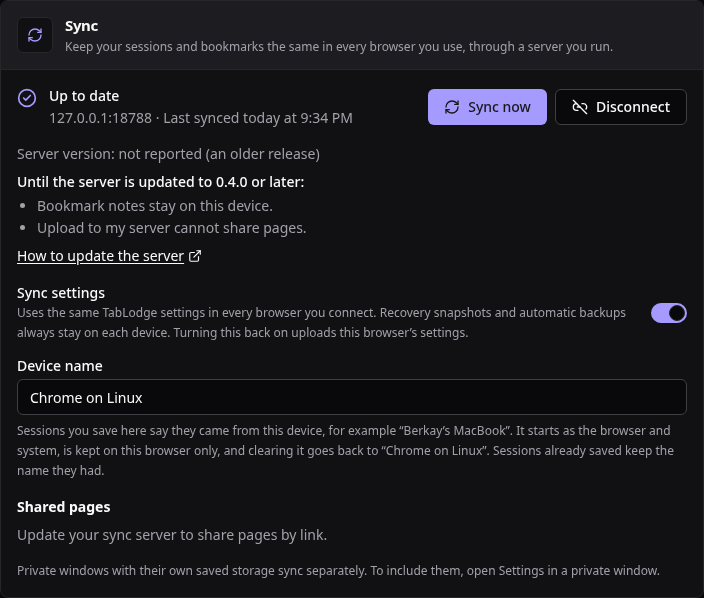 Sync
Keep your sessions and bookmarks the same in every browser you use, through a server you run.
Up to date
127.0.0.1:18788 · Last synced today at 9:34 PM
Sync now
Disconnect
Server version: not reported (an older release)
Until the server is updated to 0.4.0 or later:
• Bookmark notes stay on this device.
• Upload to my server cannot share pages.
How to update the server
Sync settings
Uses the same TabLodge settings in every browser you connect. Recovery snapshots and automatic backups
always stay on each device. Turning this back on uploads this browser’s settings.
Device name
Chrome on Linux
Sessions you save here say they came from this device, for example “Berkay’s MacBook”. It starts as the browser and
system, is kept on this browser only, and clearing it goes back to “Chrome on Linux”. Sessions already saved keep the
name they had.
Shared pages
Update your sync server to share pages by link.
Private windows with their own saved storage sync separately. To include them, open Settings in a private window.